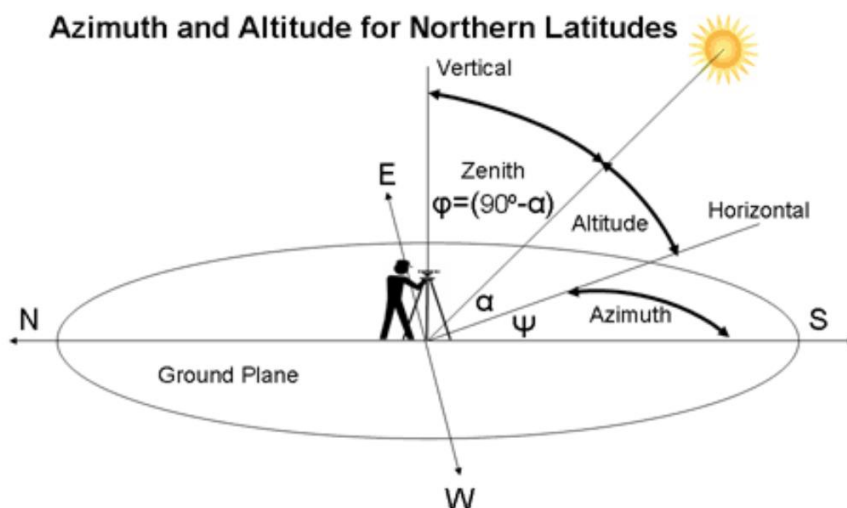 Azimuth and Altitude for Northern Latitudes
Vertical
E
Zenith
φ=(90º-α)
Altitude
Horizontal
N
α
Ψ
Azimuth
S
Ground Plane
W